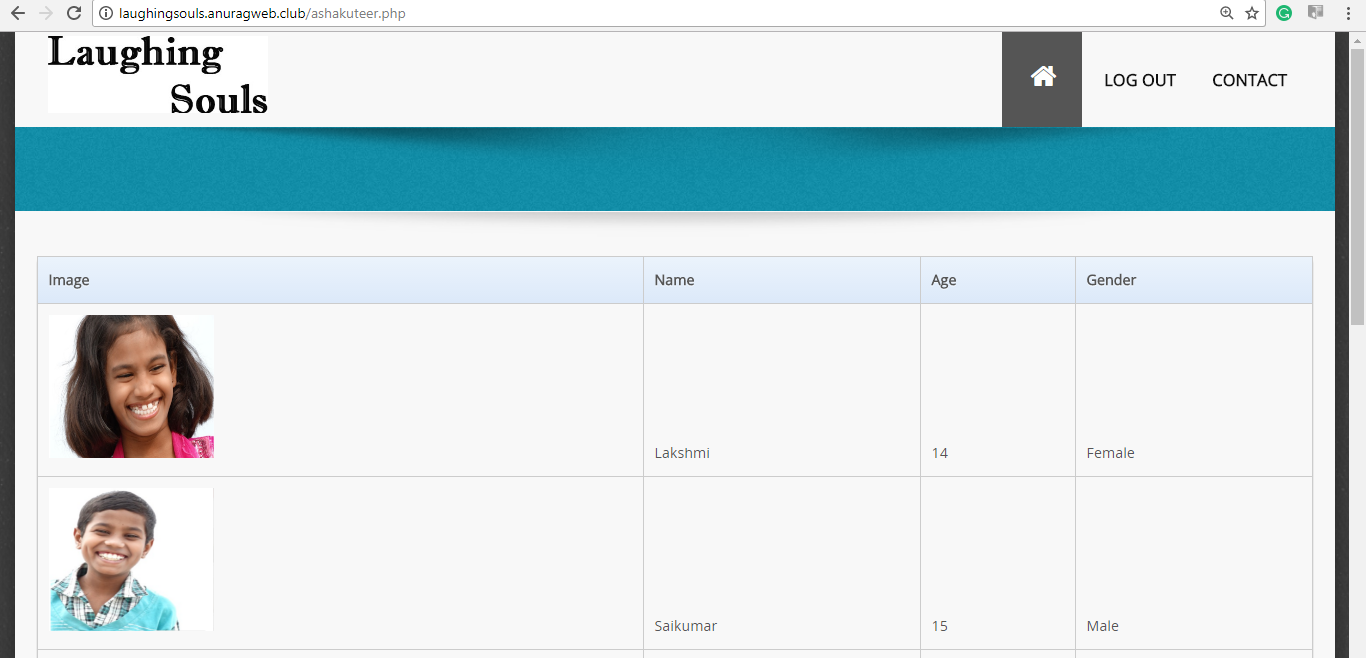 laughingsouls.anuragweb.club/ashakuteer.php
Laughing
Souls
LOG OUT CONTACT
Image Name Age Gender
Lakshmi 14 Female
Saikumar 15 Male